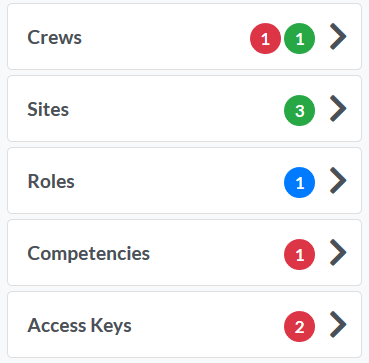 Crews 1 1
Sites 3
Roles 1
Competencies 1
Access Keys 2